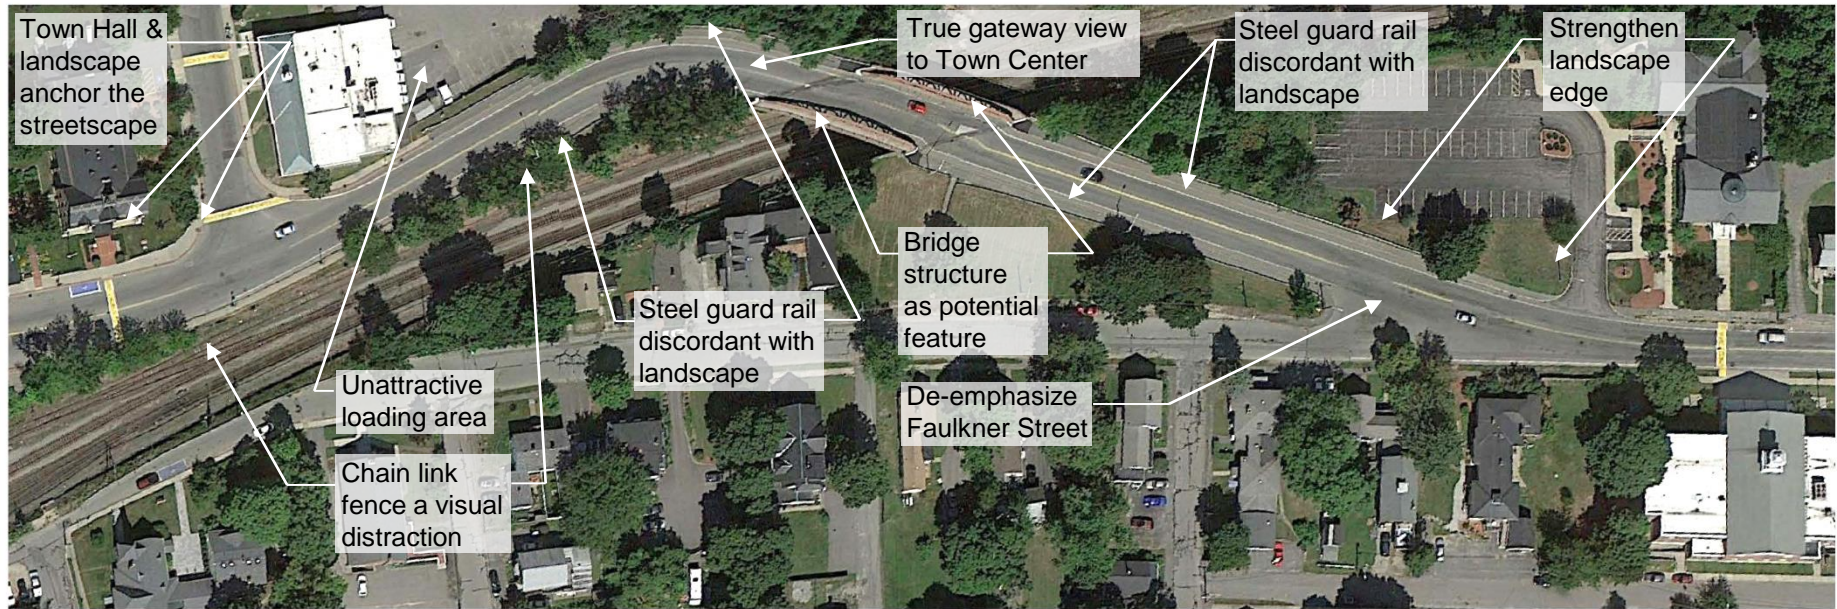 Town Hall &
landscape
anchor the
streetscape
True gateway view
to Town Center
Steel guard rail
discordant with
landscape
Strengthen
landscape
edge
Bridge
structure
as potential
feature
Steel guard rail
discordant with
landscape
Unattractive
loading area
De-emphasize
Faulkner Street
Chain link
fence a visual
distraction